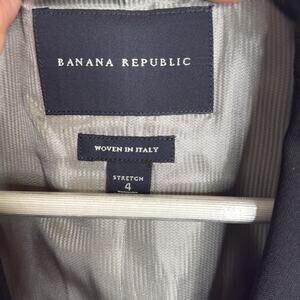 BANANA REPUBLIC
WOVEN IN ITALY
STRETCH
4